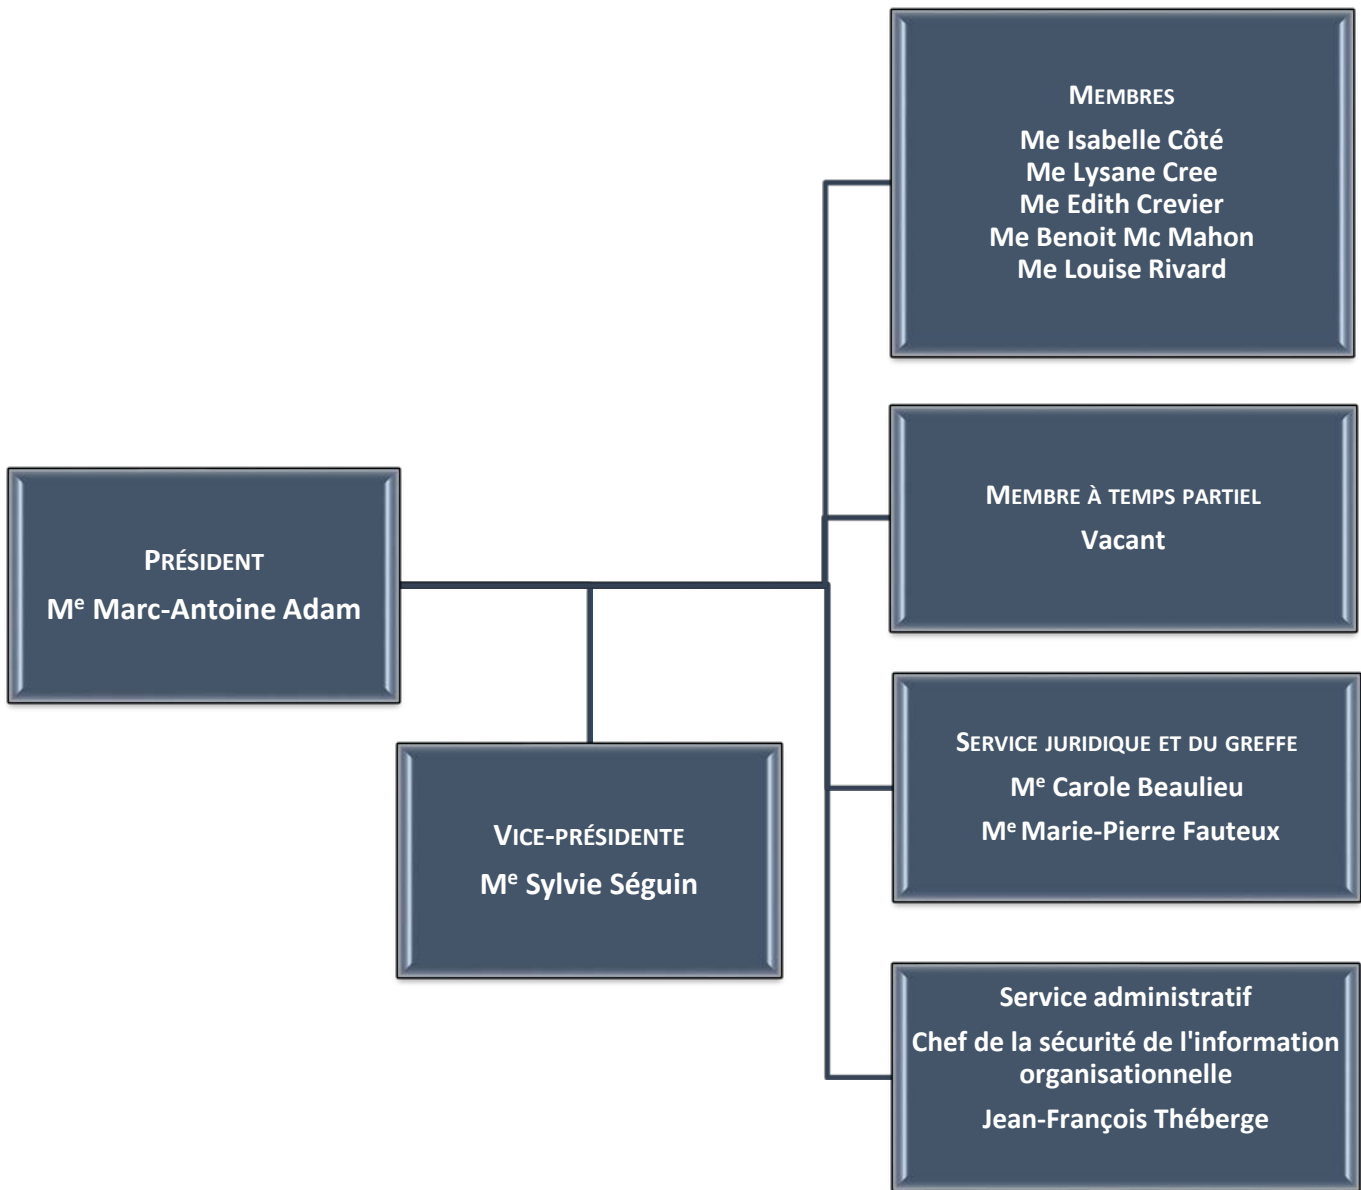 PRÉSIDENT
Me Marc-Antoine Adam
VICE-PRÉSIDENTE
Me Sylvie Séguin
MEMBRES
Me Isabelle Côté
Me Lysane Cree
Me Edith Crevier
Me Benoit Mc Mahon
Me Louise Rivard
MEMBRE À TEMPS PARTIEL
Vacant
SERVICE JURIDIQUE ET DU GREFFE
Me Carole Beaulieu
Me Marie-Pierre Fauteux
Service administratif
Chef de la sécurité de l'information
organisationnelle
Jean-François Théberge